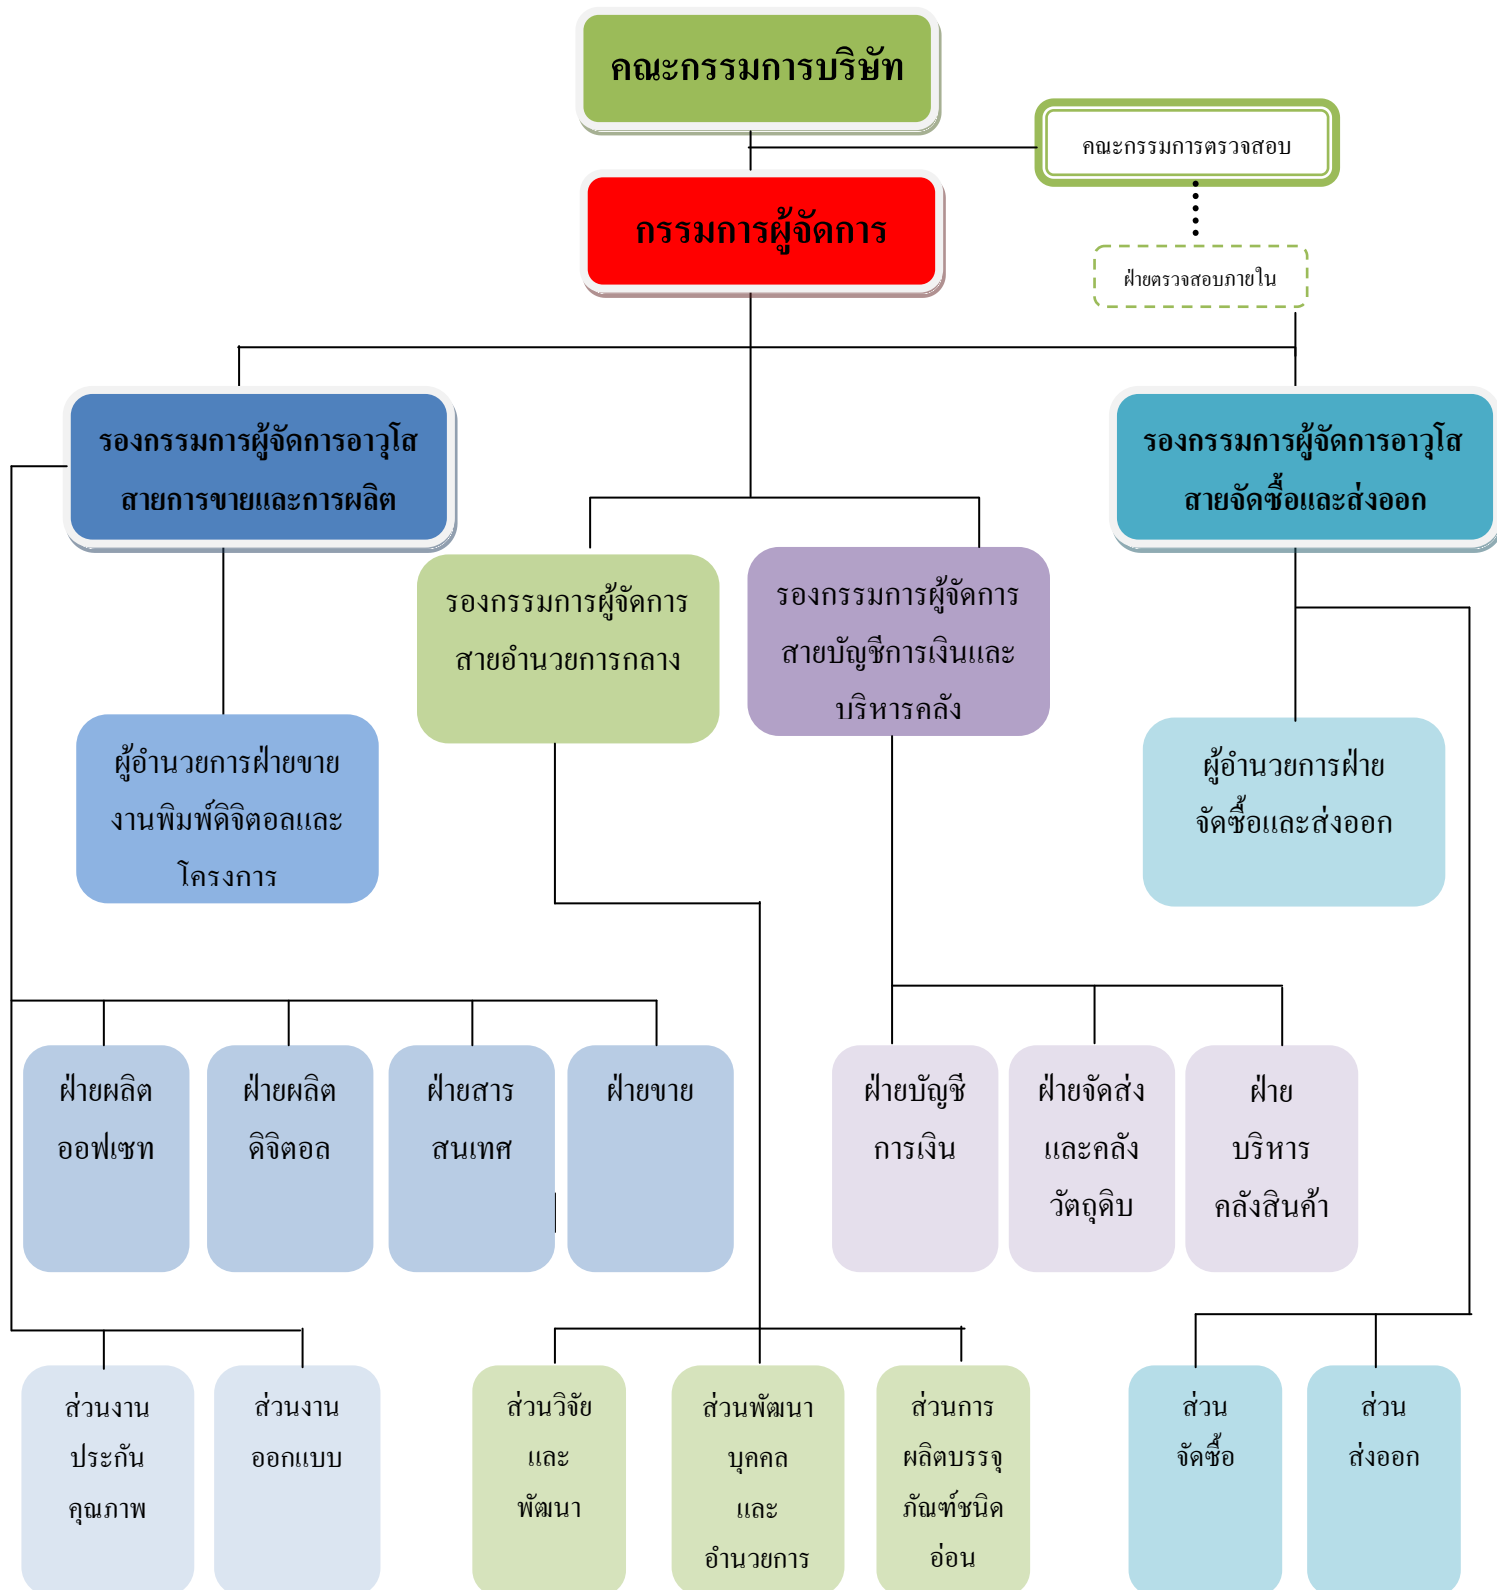 คณะกรรมการบริษัท
คณะกรรมการตรวจสอบ
กรรมการผู้จัดการ
ฝ่ายตรวจสอบภายใน
รองกรรมการผู้จัดการอาวุโส
สายการขายและการผลิต
รองกรรมการผู้จัดการอาวุโส
สายจัดซื้อและส่งออก
รองกรรมการผู้จัดการ
สายอำนวยการกลาง
รองกรรมการผู้จัดการ
สายบัญชีการเงินและ
บริหารคลัง
ผู้อำนวยการฝ่ายขาย
งานพิมพ์ดิจิตอลและ
โครงการ
ผู้อำนวยการฝ่าย
จัดซื้อและส่งออก
ฝ่ายผลิต
ออฟเซท
ฝ่ายผลิต
ดิจิตอล
ฝ่ายสาร
สนเทศ
ฝ่ายขาย
ฝ่ายบัญชี
การเงิน
ฝ่ายจัดส่ง
และคลัง
วัตถุดิบ
ฝ่าย
บริหาร
คลังสินค้า
ส่วนงาน
ประกัน
คุณภาพ
ส่วนงาน
ออกแบบ
ส่วนวิจัย
และ
พัฒนา
ส่วนพัฒนา
บุคคล
และ
อำนวยการ
ส่วนการ
ผลิตบรรจุ
ภัณฑ์ชนิด
อ่อน
ส่วน
จัดซื้อ
ส่วน
ส่งออก